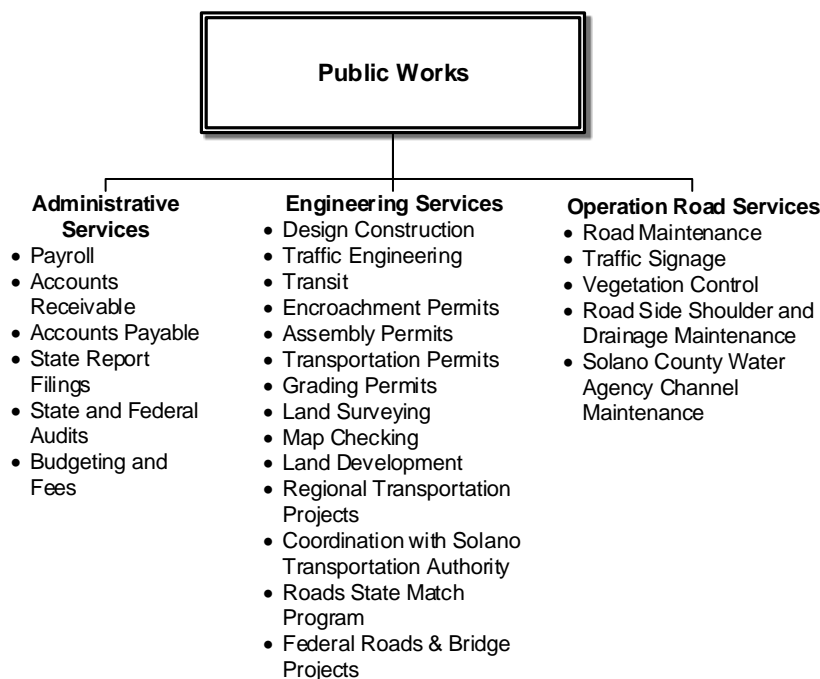 Public Works
Administrative
Services
• Payroll
• Accounts
Receivable
• Accounts Payable
• State Report
Filings
• State and Federal
Audits
• Budgeting and
Fees
Engineering Services
• Design Construction
• Traffic Engineering
• Transit
• Encroachment Permits
• Assembly Permits
• Transportation Permits
• Grading Permits
• Land Surveying
• Map Checking
• Land Development
• Regional Transportation
Projects
• Coordination with Solano
Transportation Authority
• Roads State Match
Program
• Federal Roads & Bridge
Projects
Operation Road Services
• Road Maintenance
• Traffic Signage
• Vegetation Control
• Road Side Shoulder and
Drainage Maintenance
• Solano County Water
Agency Channel
Maintenance